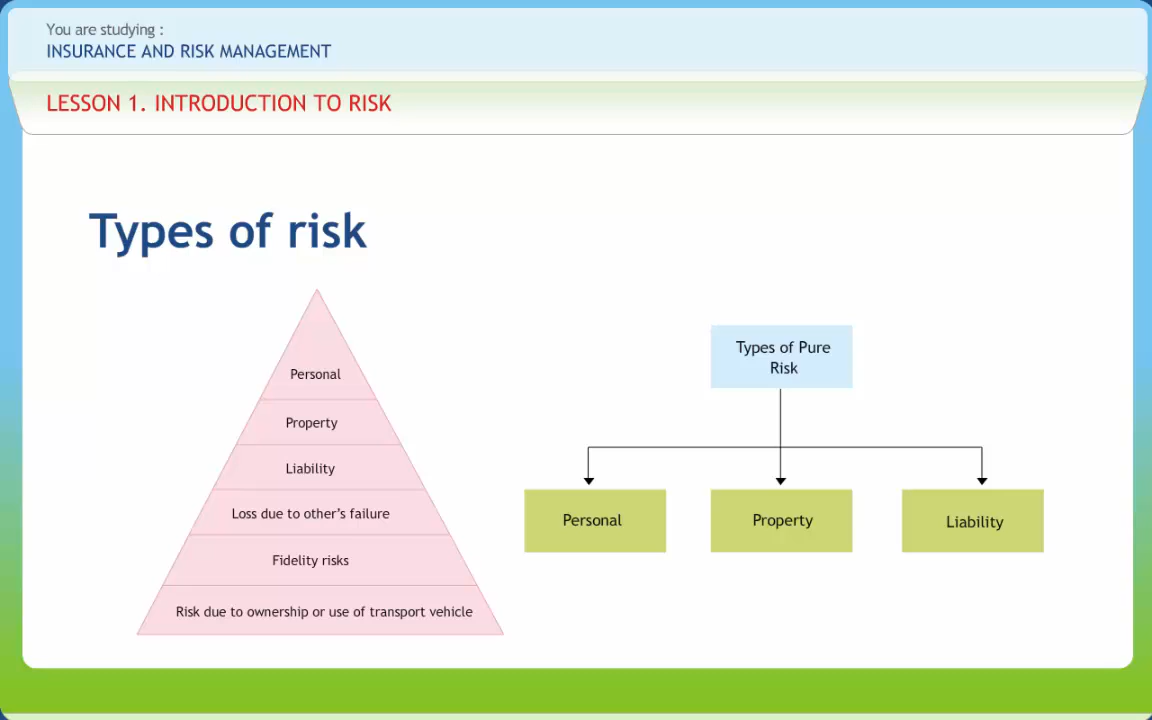 You are studying :
INSURANCE AND RISK MANAGEMENT
LESSON 1. INTRODUCTION TO RISK
Types of risk
Personal
Property
Liability
Loss due to other’s failure
Fidelity risks
Risk due to ownership or use of transport vehicle
Types of Pure
Risk
Personal
Property
Liability